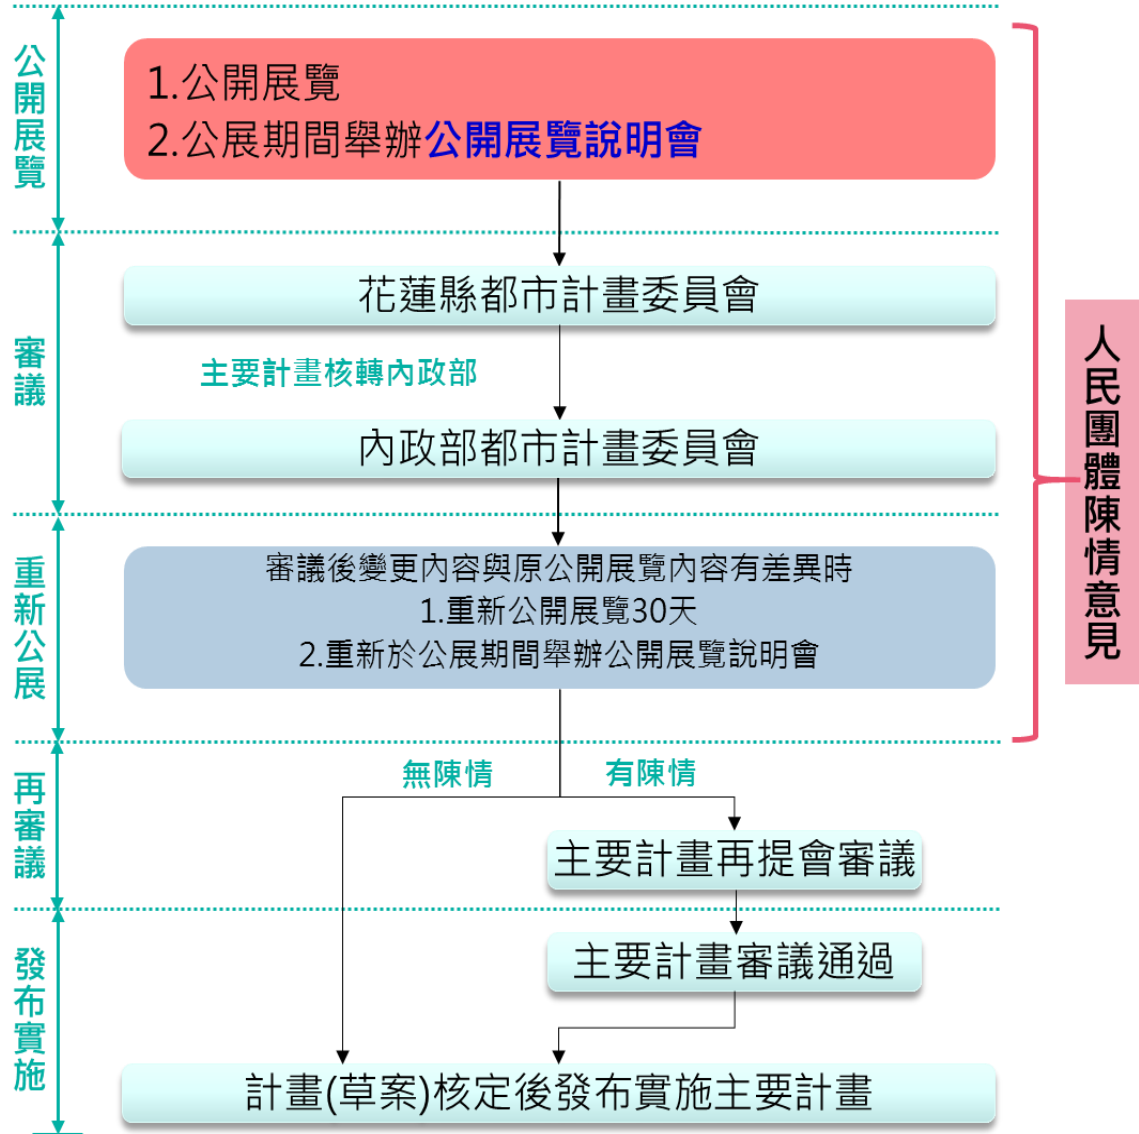 公開展覽
1.公開展覽
2.公展期間舉辦公開展覽說明會
審議
花蓮縣都市計畫委員會
主要計畫核轉內政部
內政部都市計畫委員會
人民團體陳情意見
重新公展
審議後變更內容與原公開展覽內容有差異時
1.重新公開展覽30天
2.重新於公展期間舉辦公開展覽說明會
再審議
無陳情
有陳情
主要計畫再提會審議
發布實施
主要計畫審議通過
計畫(草案)核定後發布實施主要計畫